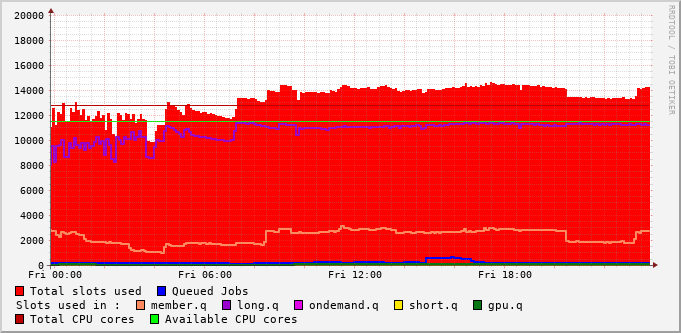 20000
18000
16000
14000
12000
10000
8000
6000
4000
2000
0
Fri 00:00 Fri 06:00 Fri 12:00 Fri 18:00
Total slots used Queued Jobs
Slots used in : member.q long.q ondemand.q short.q gpu.q
Total CPU cores Available CPU cores
RRDTOOL / TOBI OETIKER